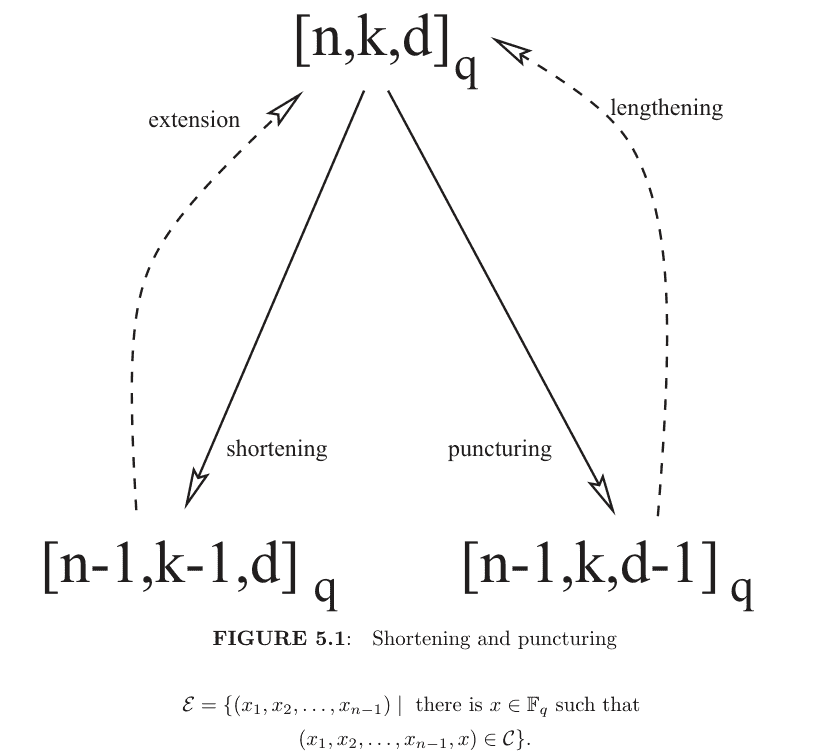 [n,k,d]q
extension
lengthening
shortening
puncturing
[n-1,k-1,d] q
[n-1,k,d-1] q
FIGURE 5.1: Shortening and puncturing
ℰ = {(x₁, x₂, . . . , xₙ₋₁) | there is x ∈ 𝔽q such that
(x₁, x₂, . . . , xₙ₋₁, x) ∈ 𝒞}.